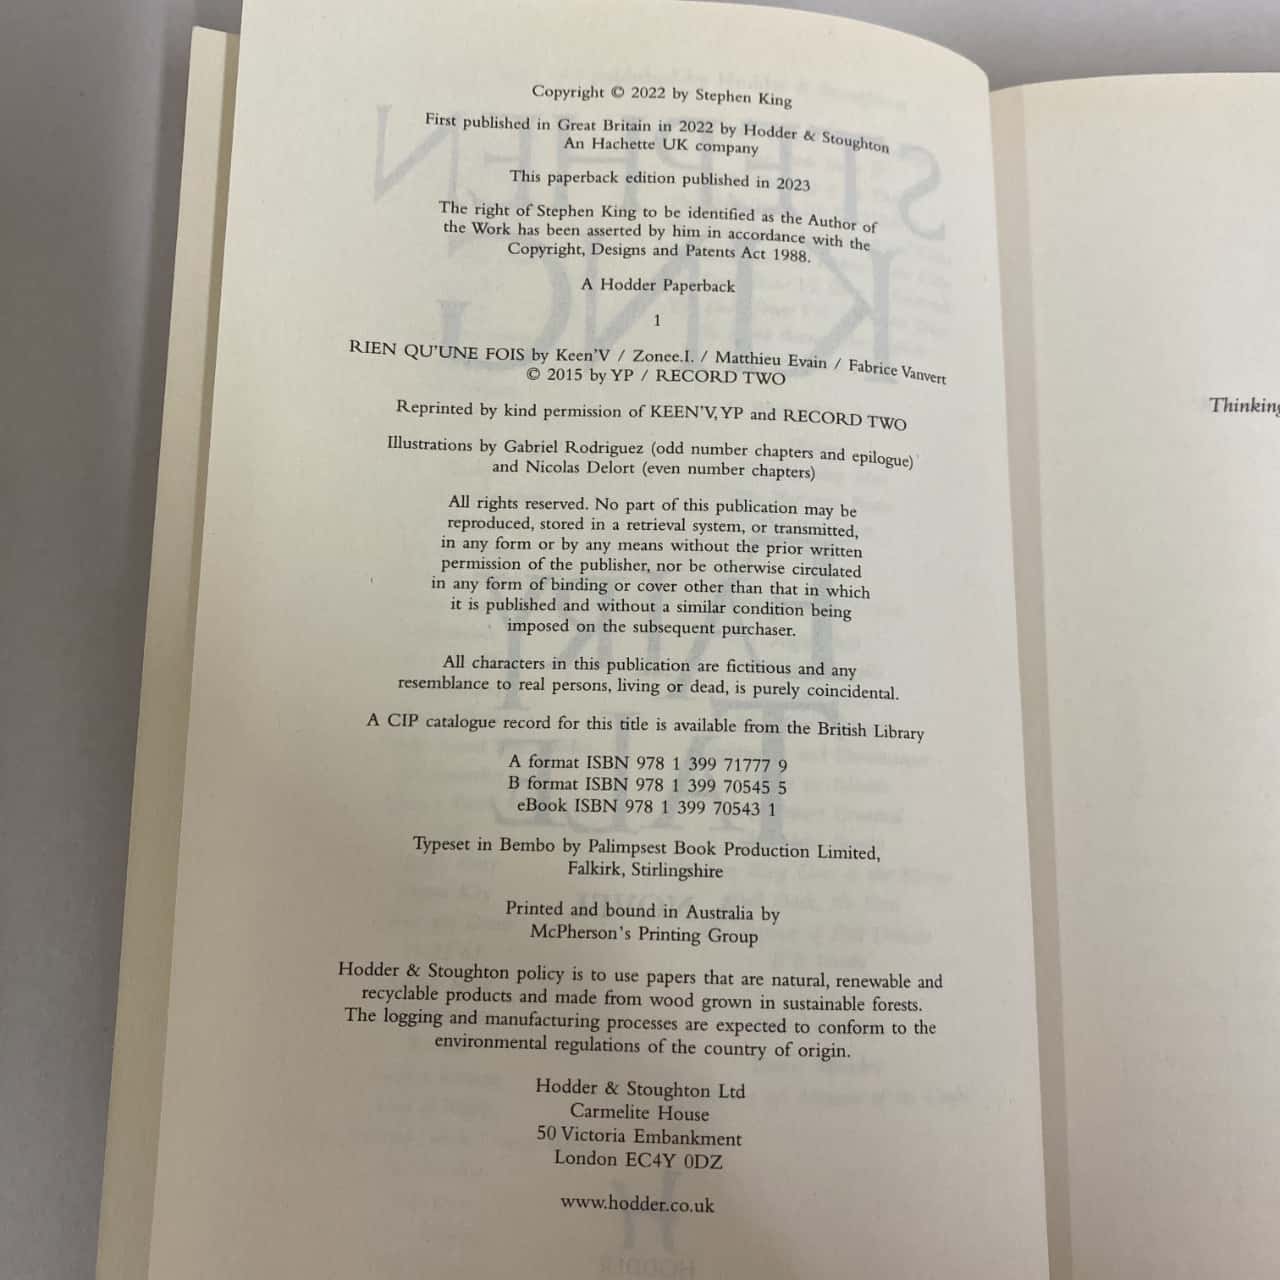 Copyright © 2022 by Stephen King
First published in Great Britain in 2022 by Hodder & Stoughton
An Hachette UK company
This paperback edition published in 2023
The right of Stephen King to be identified as the Author of
the Work has been asserted by him in accordance with the
Copyright, Designs and Patents Act 1988.
A Hodder Paperback
1
RIEN QU'UNE FOIS by Keen'V / Zonee.I. / Matthieu Evain / Fabrice Vanvert
© 2015 by YP / RECORD TWO
Reprinted by kind permission of KEEN'V, YP and RECORD TWO
Illustrations by Gabriel Rodriguez (odd number chapters and epilogue)
and Nicolas Delort (even number chapters)
All rights reserved. No part of this publication may be
reproduced, stored in a retrieval system, or transmitted,
in any form or by any means without the prior written
permission of the publisher, nor be otherwise circulated
in any form of binding or cover other than that in which
it is published and without a similar condition being
imposed on the subsequent purchaser.
All characters in this publication are fictitious and any
resemblance to real persons, living or dead, is purely coincidental.
A CIP catalogue record for this title is available from the British Library
A format ISBN 978 1 399 71777 9
B format ISBN 978 1 399 70545 5
eBook ISBN 978 1 399 70543 1
Typeset in Bembo by Palimpsest Book Production Limited,
Falkirk, Stirlingshire
Printed and bound in Australia by
McPherson's Printing Group
Hodder & Stoughton policy is to use papers that are natural, renewable and
recyclable products and made from wood grown in sustainable forests.
The logging and manufacturing processes are expected to conform to the
environmental regulations of the country of origin.
Hodder & Stoughton Ltd
Carmelite House
50 Victoria Embankment
London EC4Y 0DZ
www.hodder.co.uk
Thinking